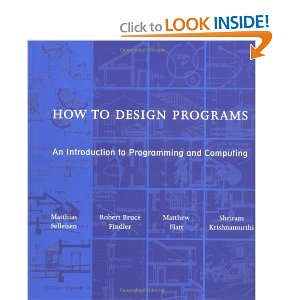 Click to LOOK INSIDE!
HOW TO DESIGN PROGRAMS
An Introduction to Programming and Computing
Matthias Robert Bruce Matthew Shriram
Felleisen Findler Flatt Krishnamurthi